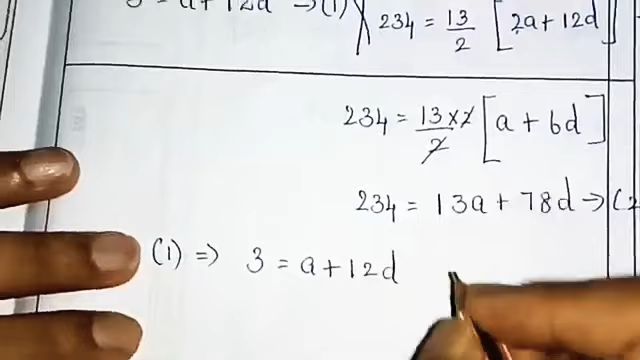 3 = a + 12d → (1)
234 = 13/2 [2a + 12d]
234 = 13×2/2 [a + 6d]
234 = 13a + 78d → (2
(1) ⇒ 3 = a + 12d